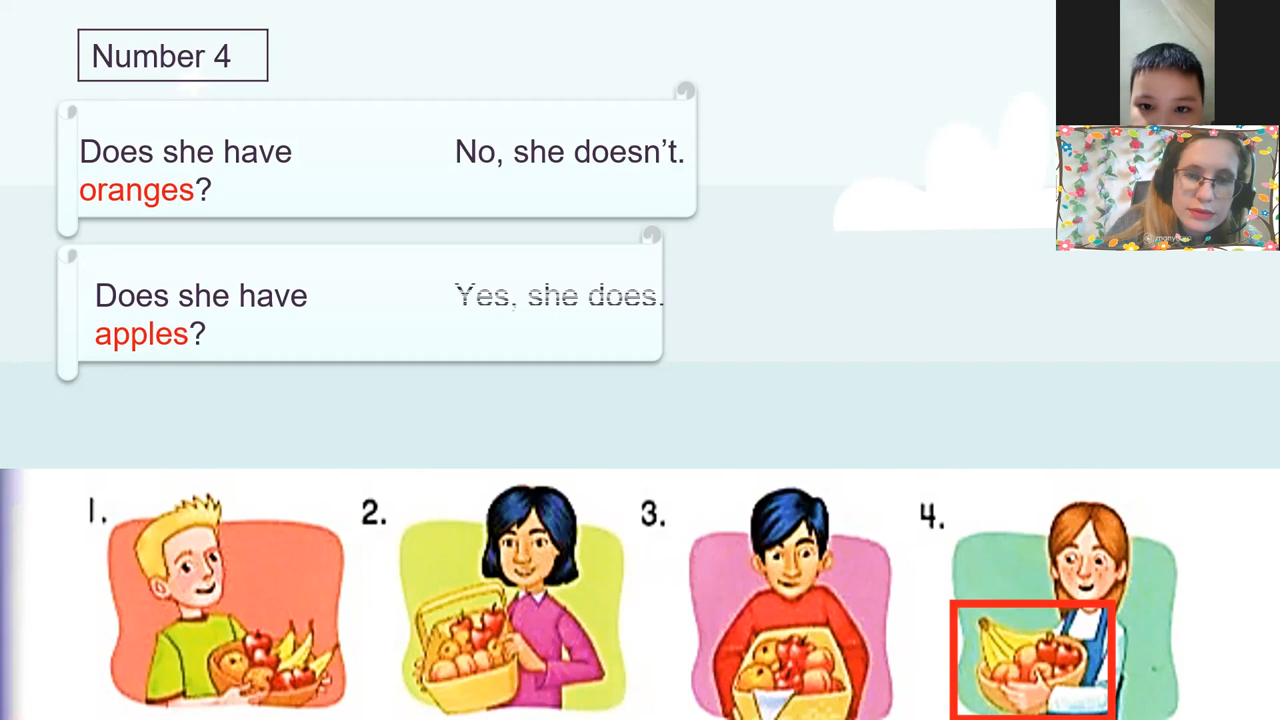 Number 4
Does she have
oranges?
No, she doesn't.
Does she have
apples?
Yes, she does.
1.
2.
3.
4.